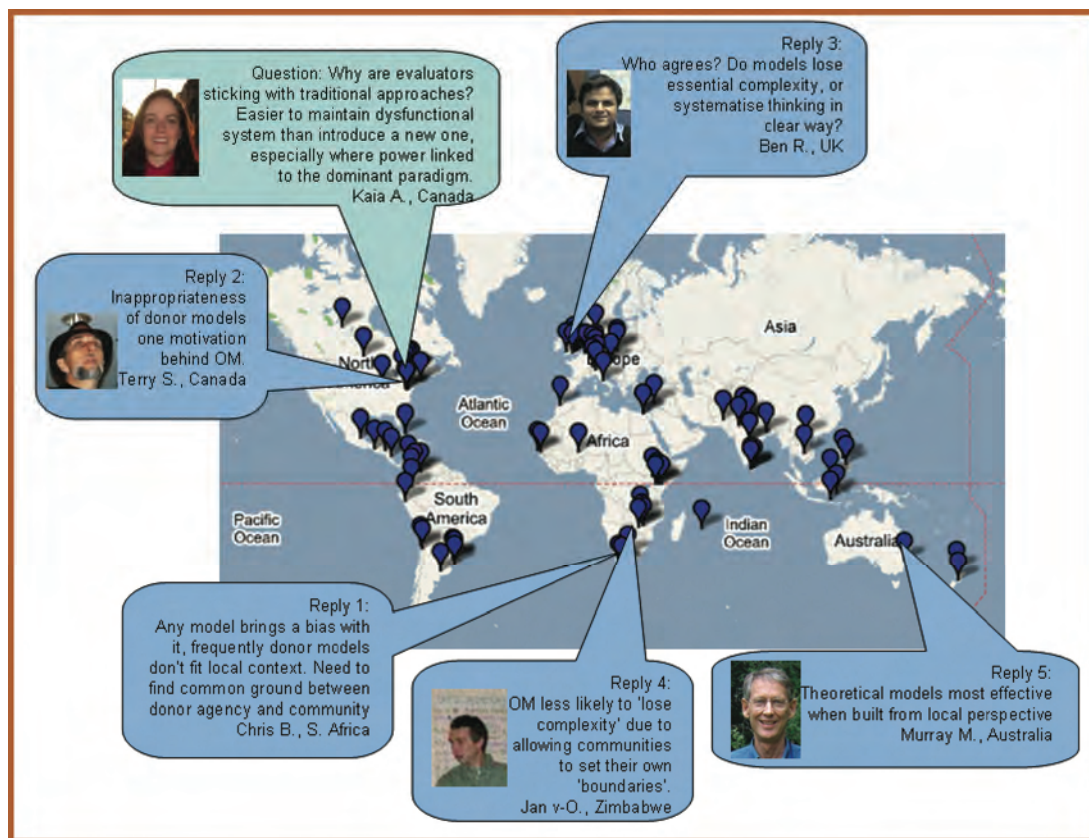 Question: Why are evaluators
sticking with traditional approaches?
Easier to maintain dysfunctional
system than introduce a new one,
especially where power linked
to the dominant paradigm.
Kaia A., Canada
Reply 3:
Who agrees? Do models lose
essential complexity, or
systematise thinking in
clear way?
Ben R., UK
Reply 2:
Inappropriateness
of donor models
one motivation
behind OM.
Terry S., Canada
Asia
Atlantic
Ocean
Africa
South
America
Pacific
Ocean
Indian
Ocean
Australia
Reply 1:
Any model brings a bias with
it, frequently donor models
don't fit local context. Need to
find common ground between
donor agency and community
Chris B., S. Africa
Reply 4:
OM less likely to 'lose
complexity' due to
allowing communities
to set their own
'boundaries'.
Jan v-O., Zimbabwe
Reply 5:
Theoretical models most effective
when built from local perspective
Murray M., Australia